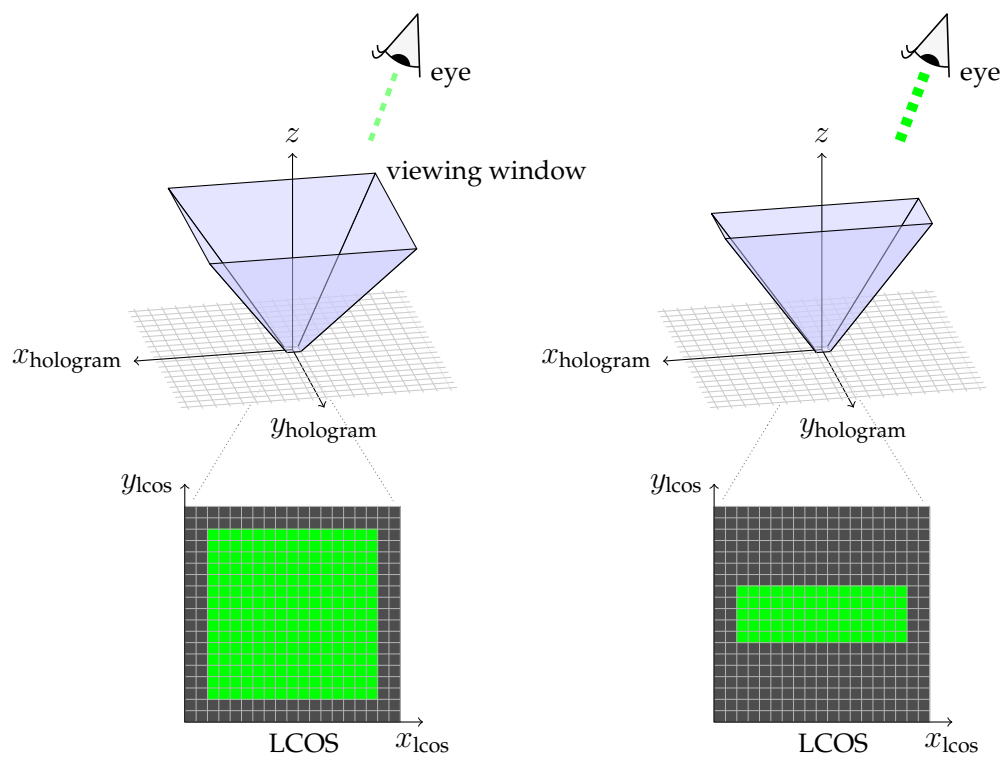 eye
eye
z
z
viewing window
x_hologram
x_hologram
y_hologram
y_hologram
y_lcos
y_lcos
LCOS
x_lcos
LCOS
x_lcos